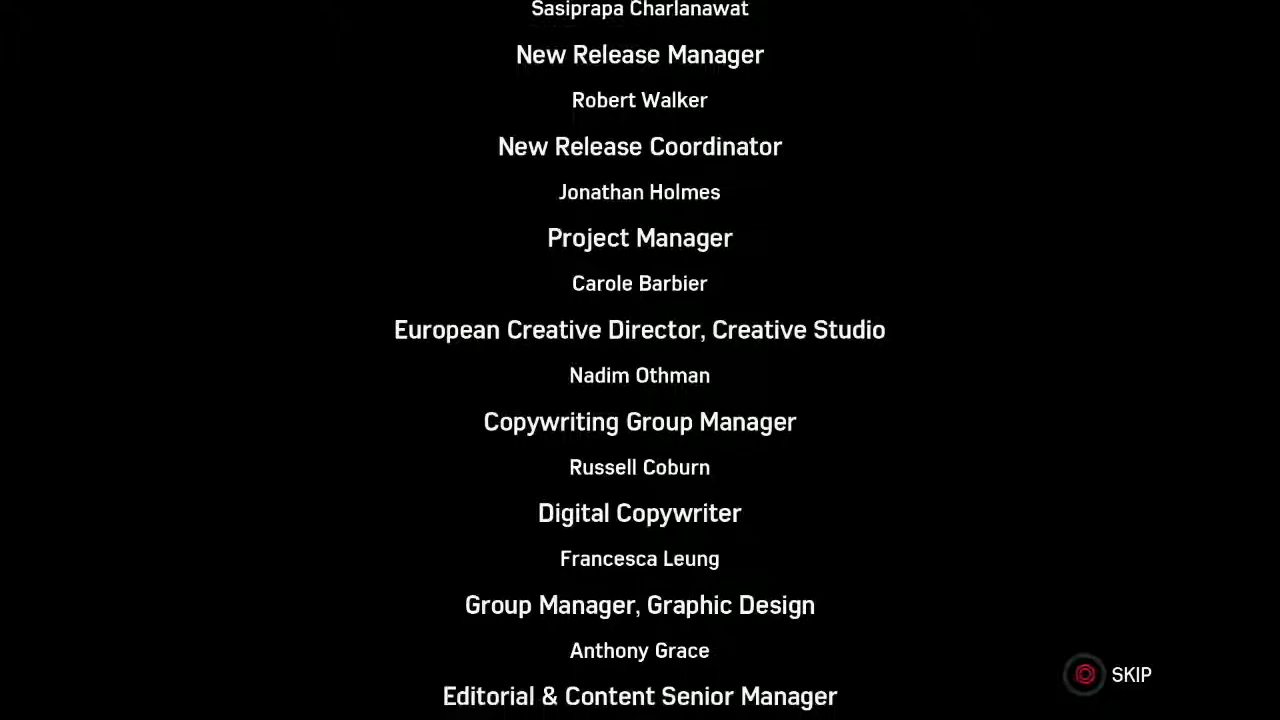 Sasiprapa Charlanawat
New Release Manager
Robert Walker
New Release Coordinator
Jonathan Holmes
Project Manager
Carole Barbier
European Creative Director, Creative Studio
Nadim Othman
Copywriting Group Manager
Russell Coburn
Digital Copywriter
Francesca Leung
Group Manager, Graphic Design
Anthony Grace
SKIP
Editorial & Content Senior Manager